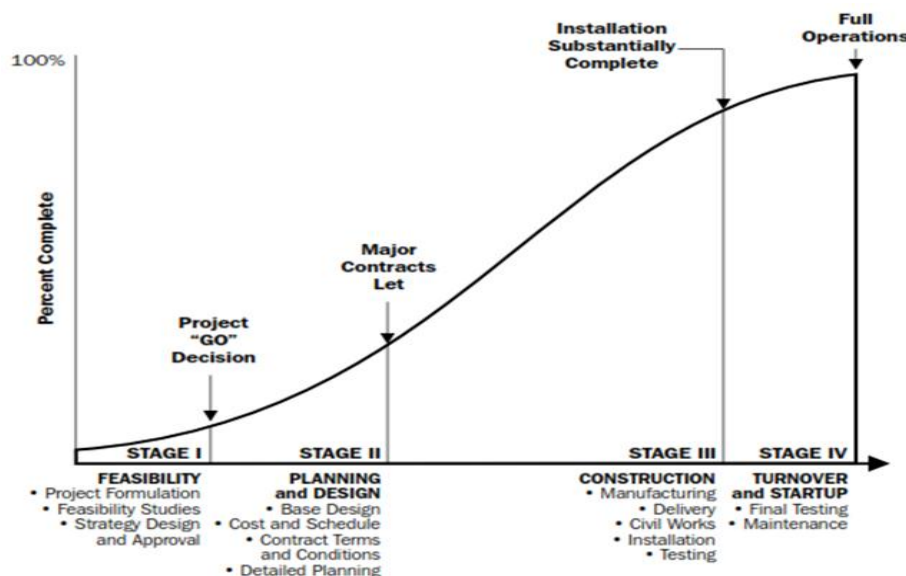 100%
Percent Complete
Project
“GO”
Decision
Major
Contracts
Let
Installation
Substantially
Complete
Full
Operations
STAGE I
STAGE II
STAGE III
STAGE IV
FEASIBILITY
• Project Formulation
• Feasibility Studies
• Strategy Design
and Approval
PLANNING
and DESIGN
• Base Design
• Cost and Schedule
• Contract Terms
and Conditions
• Detailed Planning
CONSTRUCTION
• Manufacturing
• Delivery
• Civil Works
• Installation
• Testing
TURNOVER
and STARTUP
• Final Testing
• Maintenance